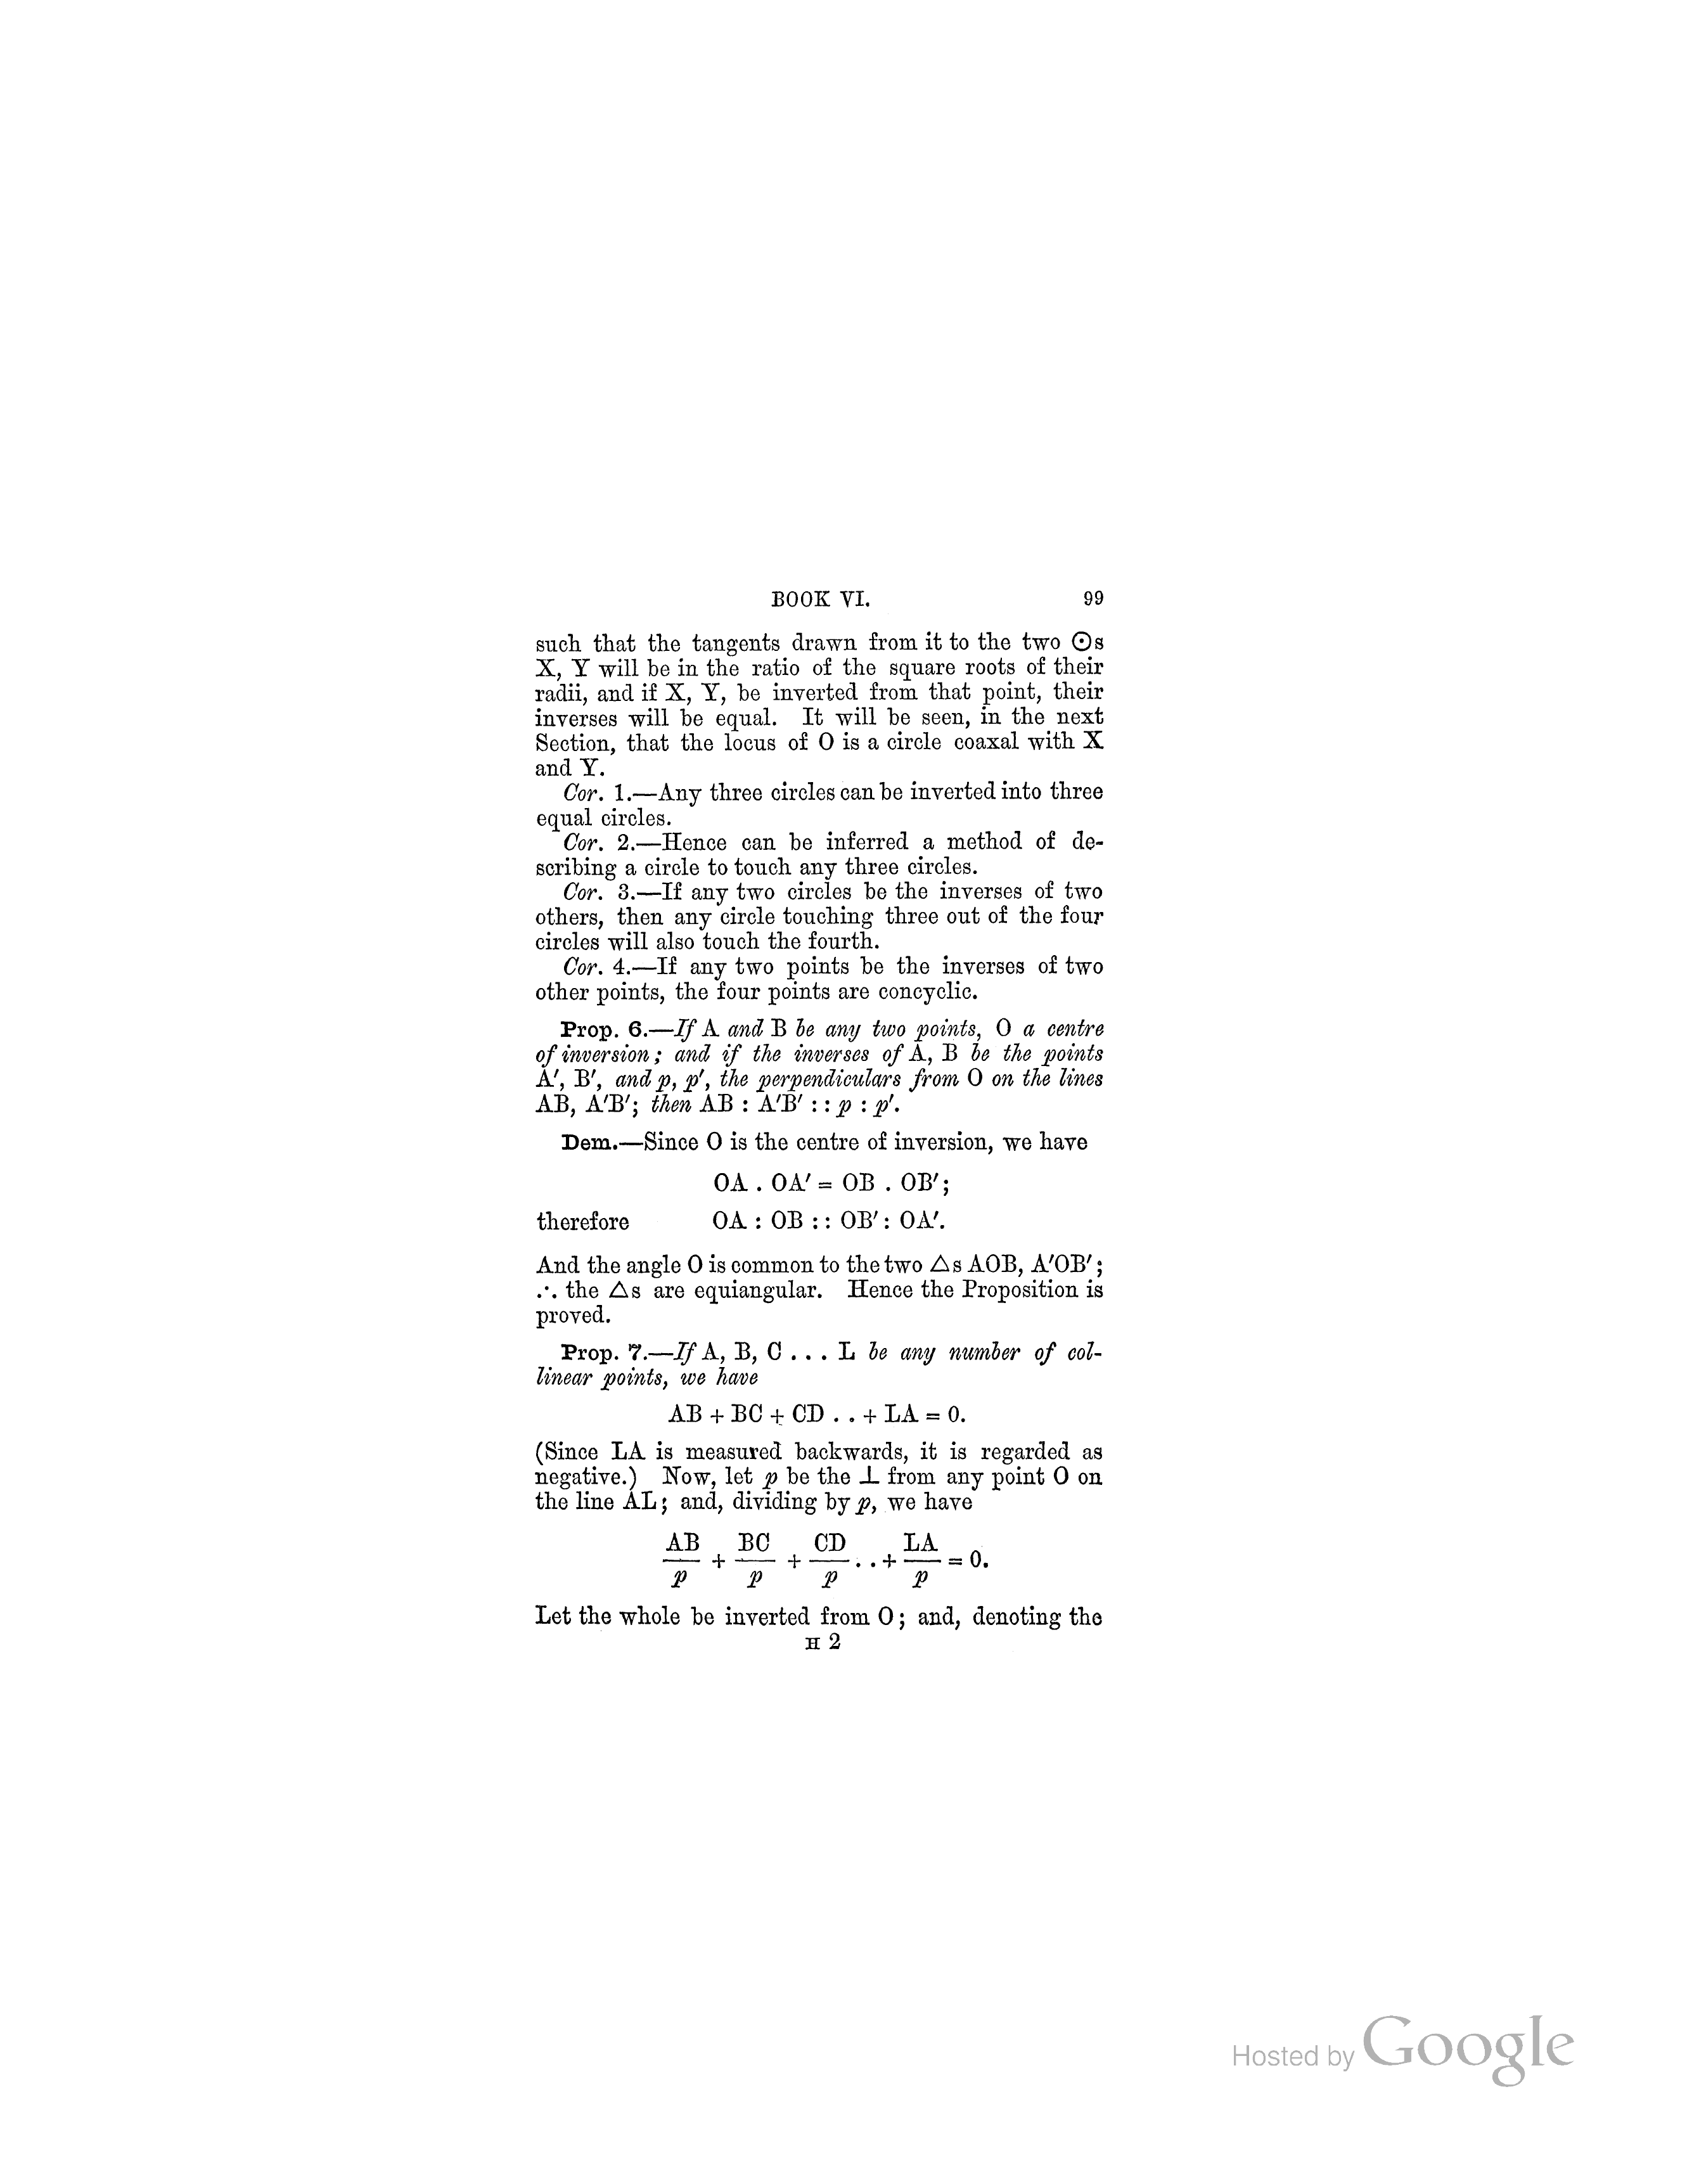 BOOK VI. 99
such that the tangents drawn from it to the two ⊙s
X, Y will be in the ratio of the square roots of their
radii, and if X, Y, be inverted from that point, their
inverses will be equal. It will be seen, in the next
Section, that the locus of O is a circle coaxal with X
and Y.
Cor. 1.—Any three circles can be inverted into three
equal circles.
Cor. 2.—Hence can be inferred a method of de-
scribing a circle to touch any three circles.
Cor. 3.—If any two circles be the inverses of two
others, then any circle touching three out of the four
circles will also touch the fourth.
Cor. 4.—If any two points be the inverses of two
other points, the four points are concyclic.
Prop. 6.—If A and B be any two points, O a centre
of inversion; and if the inverses of A, B be the points
A′, B′, and p, p′, the perpendiculars from O on the lines
AB, A′B′; then AB : A′B′ : : p : p′.
Dem.—Since O is the centre of inversion, we have
OA . OA′ = OB . OB′;
therefore OA : OB : : OB′ : OA′.
And the angle O is common to the two △s AOB, A′OB′;
∴ the △s are equiangular. Hence the Proposition is
proved.
Prop. 7.—If A, B, C . . . L be any number of col-
linear points, we have
AB + BC + CD . . + LA = 0.
(Since LA is measured backwards, it is regarded as
negative.) Now, let p be the ⊥ from any point O on
the line AL; and, dividing by p, we have
AB/p + BC/p + CD/p . . + LA/p = 0.
Let the whole be inverted from O; and, denoting the
H 2
Hosted by Google